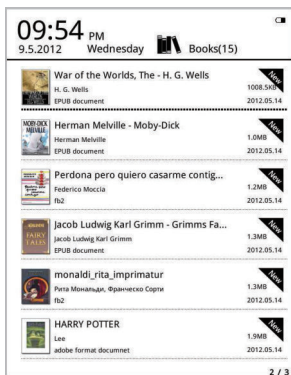 09:54 PM
9.5.2012 Wednesday Books(15)
War of the Worlds, The - H. G. Wells
New
H. G. Wells
1008.5KB
EPUB document
2012.05.14
MOBY-DICK
MELVILLE
Herman Melville - Moby-Dick
New
Herman Melville
1.0MB
EPUB document
2012.05.14
Perdona pero quiero casarme contig...
New
Federico Moccia
1.2MB
fb2
2012.05.14
FAIRY
TALES
Jacob Ludwig Karl Grimm - Grimms Fa...
New
Jacob Ludwig Karl Grimm
1.3MB
EPUB document
2012.05.14
monaldi_rita_imprimatur
New
Рита Мональди, Франческо Сорти
1.3MB
fb2
2012.05.14
HARRY POTTER
New
Lee
1.9MB
adobe format documnet
2012.05.14
2 / 3